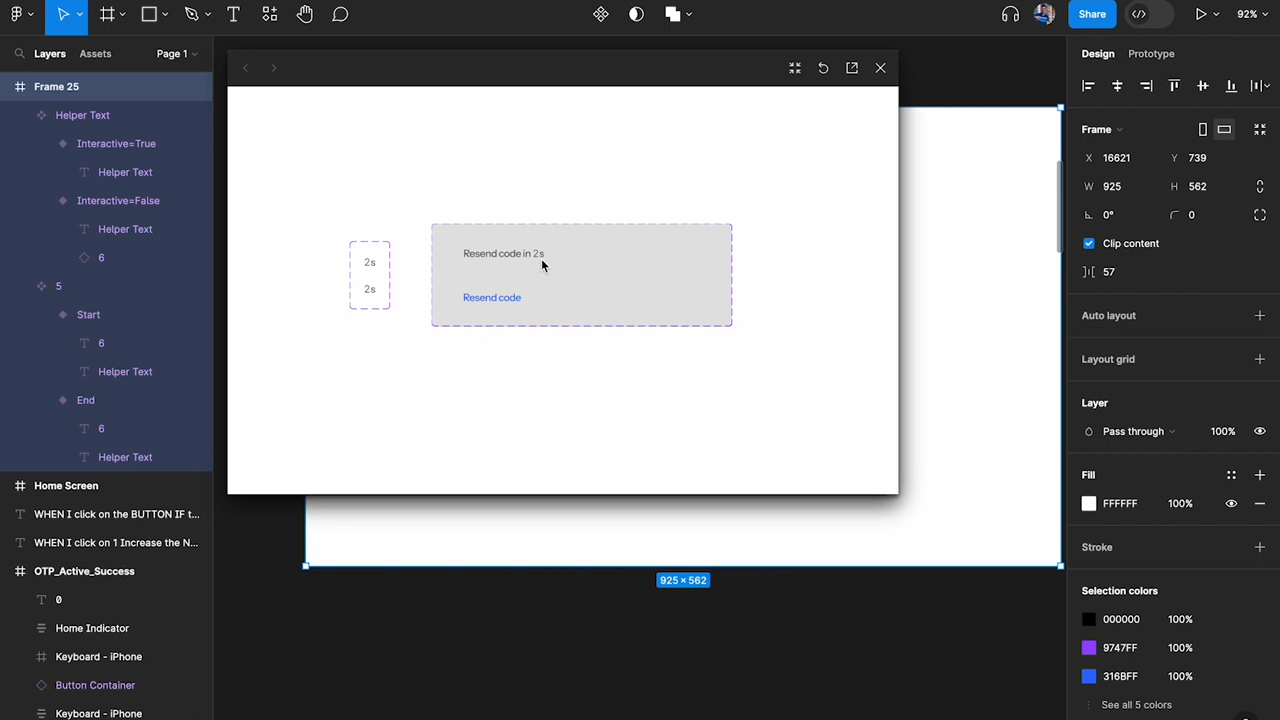 Share
92%
Layers
Assets
Page 1
Frame 25
Helper Text
Interactive=True
Helper Text
Interactive=False
Helper Text
6
5
Start
6
Helper Text
End
6
Helper Text
Home Screen
WHEN I click on the BUTTON IF t...
WHEN I click on 1 Increase the N...
OTP_Active_Success
0
Home Indicator
Keyboard - iPhone
Button Container
Keyboard - iPhone
2s
2s
Resend code in 2s
Resend code
925 × 562
Design
Prototype
Frame
X 16621
Y 739
W 925
H 562
0°
0
Clip content
57
Auto layout
Layout grid
Layer
Pass through
100%
Fill
FFFFFF 100%
Stroke
Selection colors
000000 100%
9747FF 100%
316BFF 100%
See all 5 colors